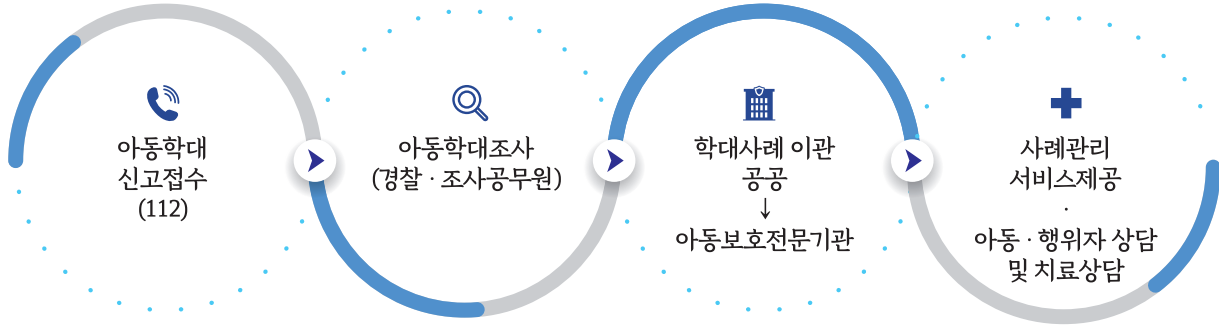 아동학대
신고접수
(112)
아동학대조사
(경찰 · 조사공무원)
학대사례 이관
공공
↓
아동보호전문기관
사례관리
서비스제공
·
아동 · 행위자 상담
및 치료상담